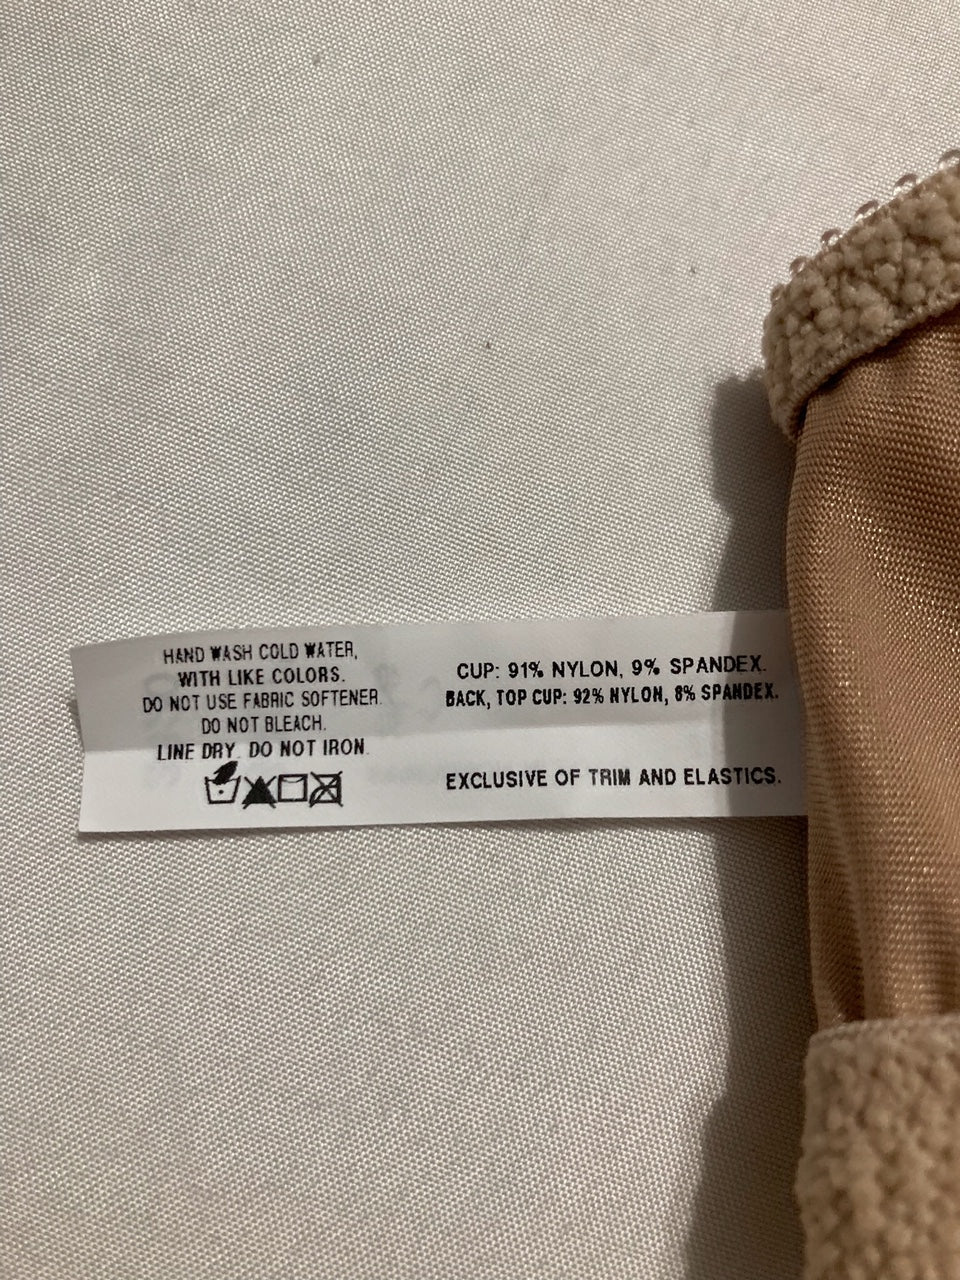 HAND WASH COLD WATER,
WITH LIKE COLORS.
DO NOT USE FABRIC SOFTENER.
DO NOT BLEACH.
LINE DRY. DO NOT IRON.
CUP: 91% NYLON, 9% SPANDEX.
BACK, TOP CUP: 92% NYLON, 8% SPANDEX.
EXCLUSIVE OF TRIM AND ELASTICS.